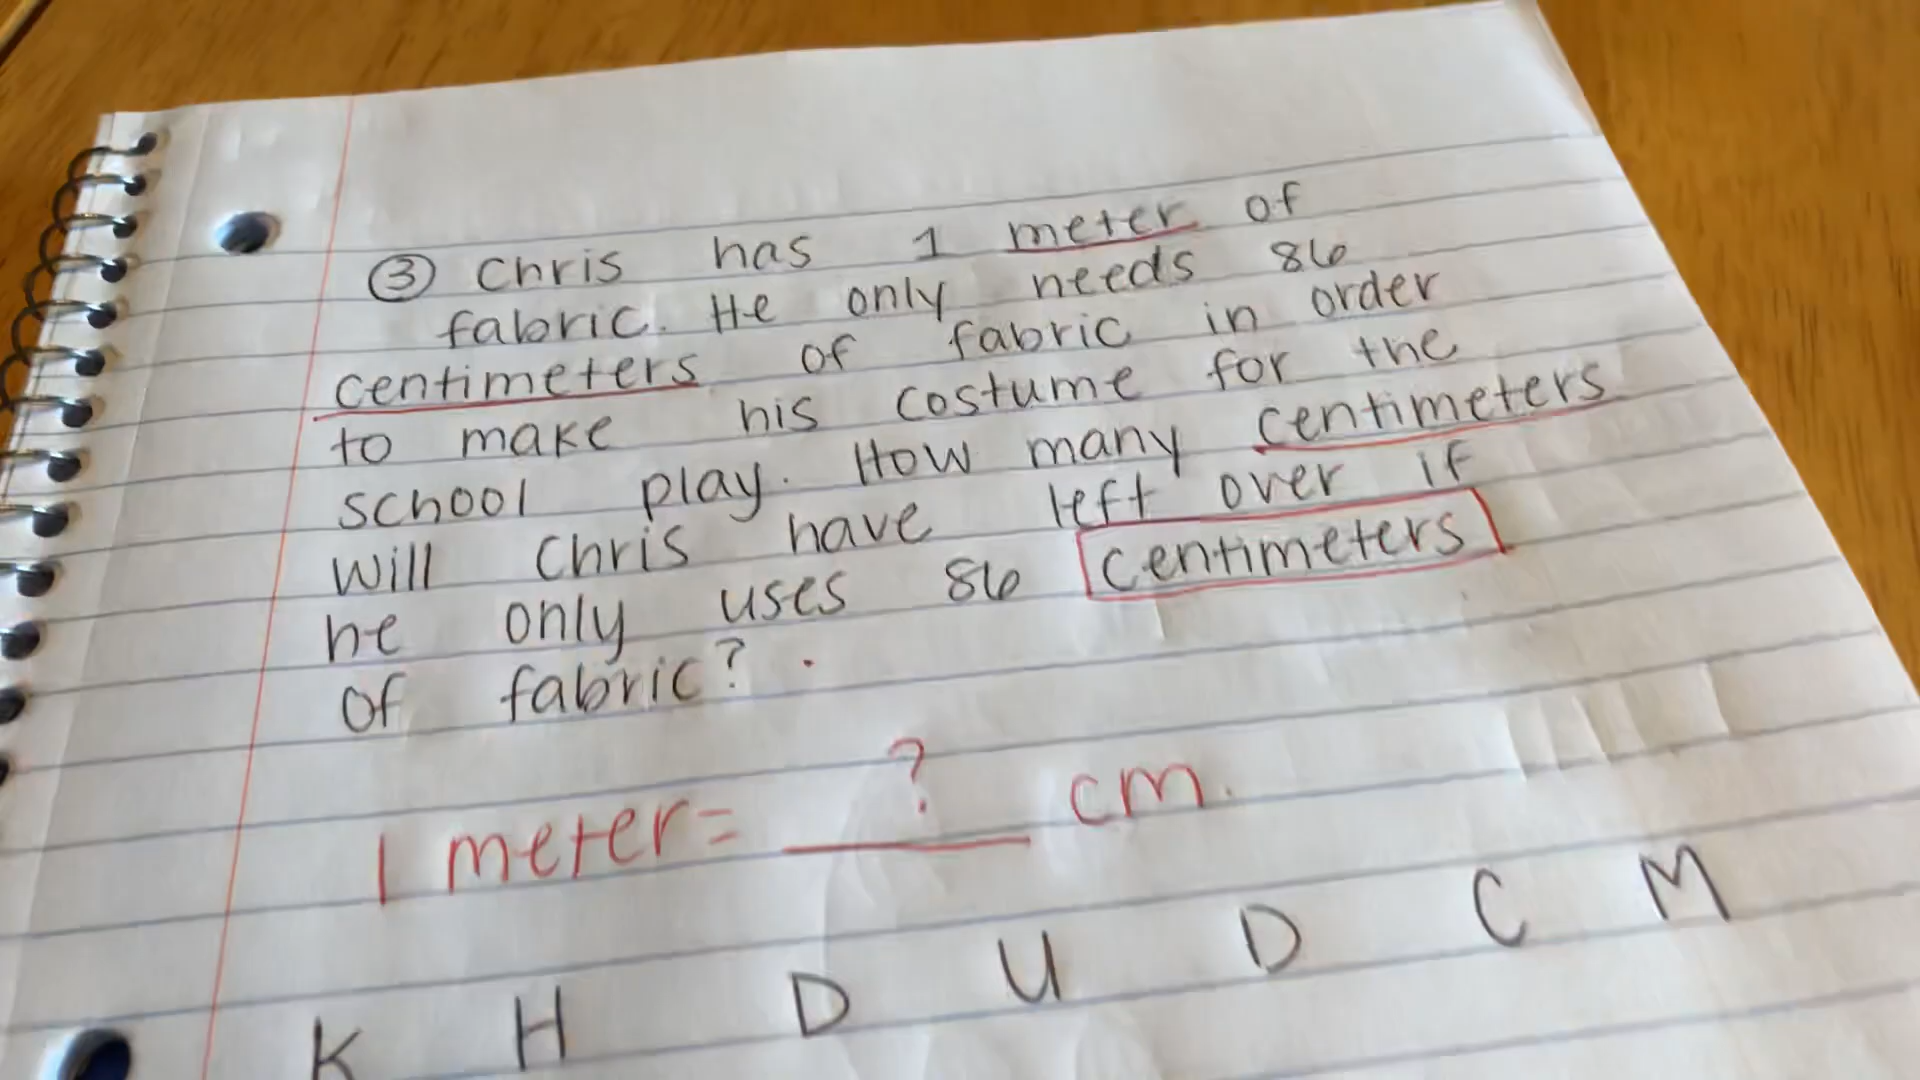 ③ Chris has 1 meter of
fabric. He only needs 86
centimeters of fabric in order
to make his costume for the
school play. How many centimeters
will Chris have left over if
he only uses 86 centimeters
of fabric?
1 meter = ? cm.
K H D U D C M